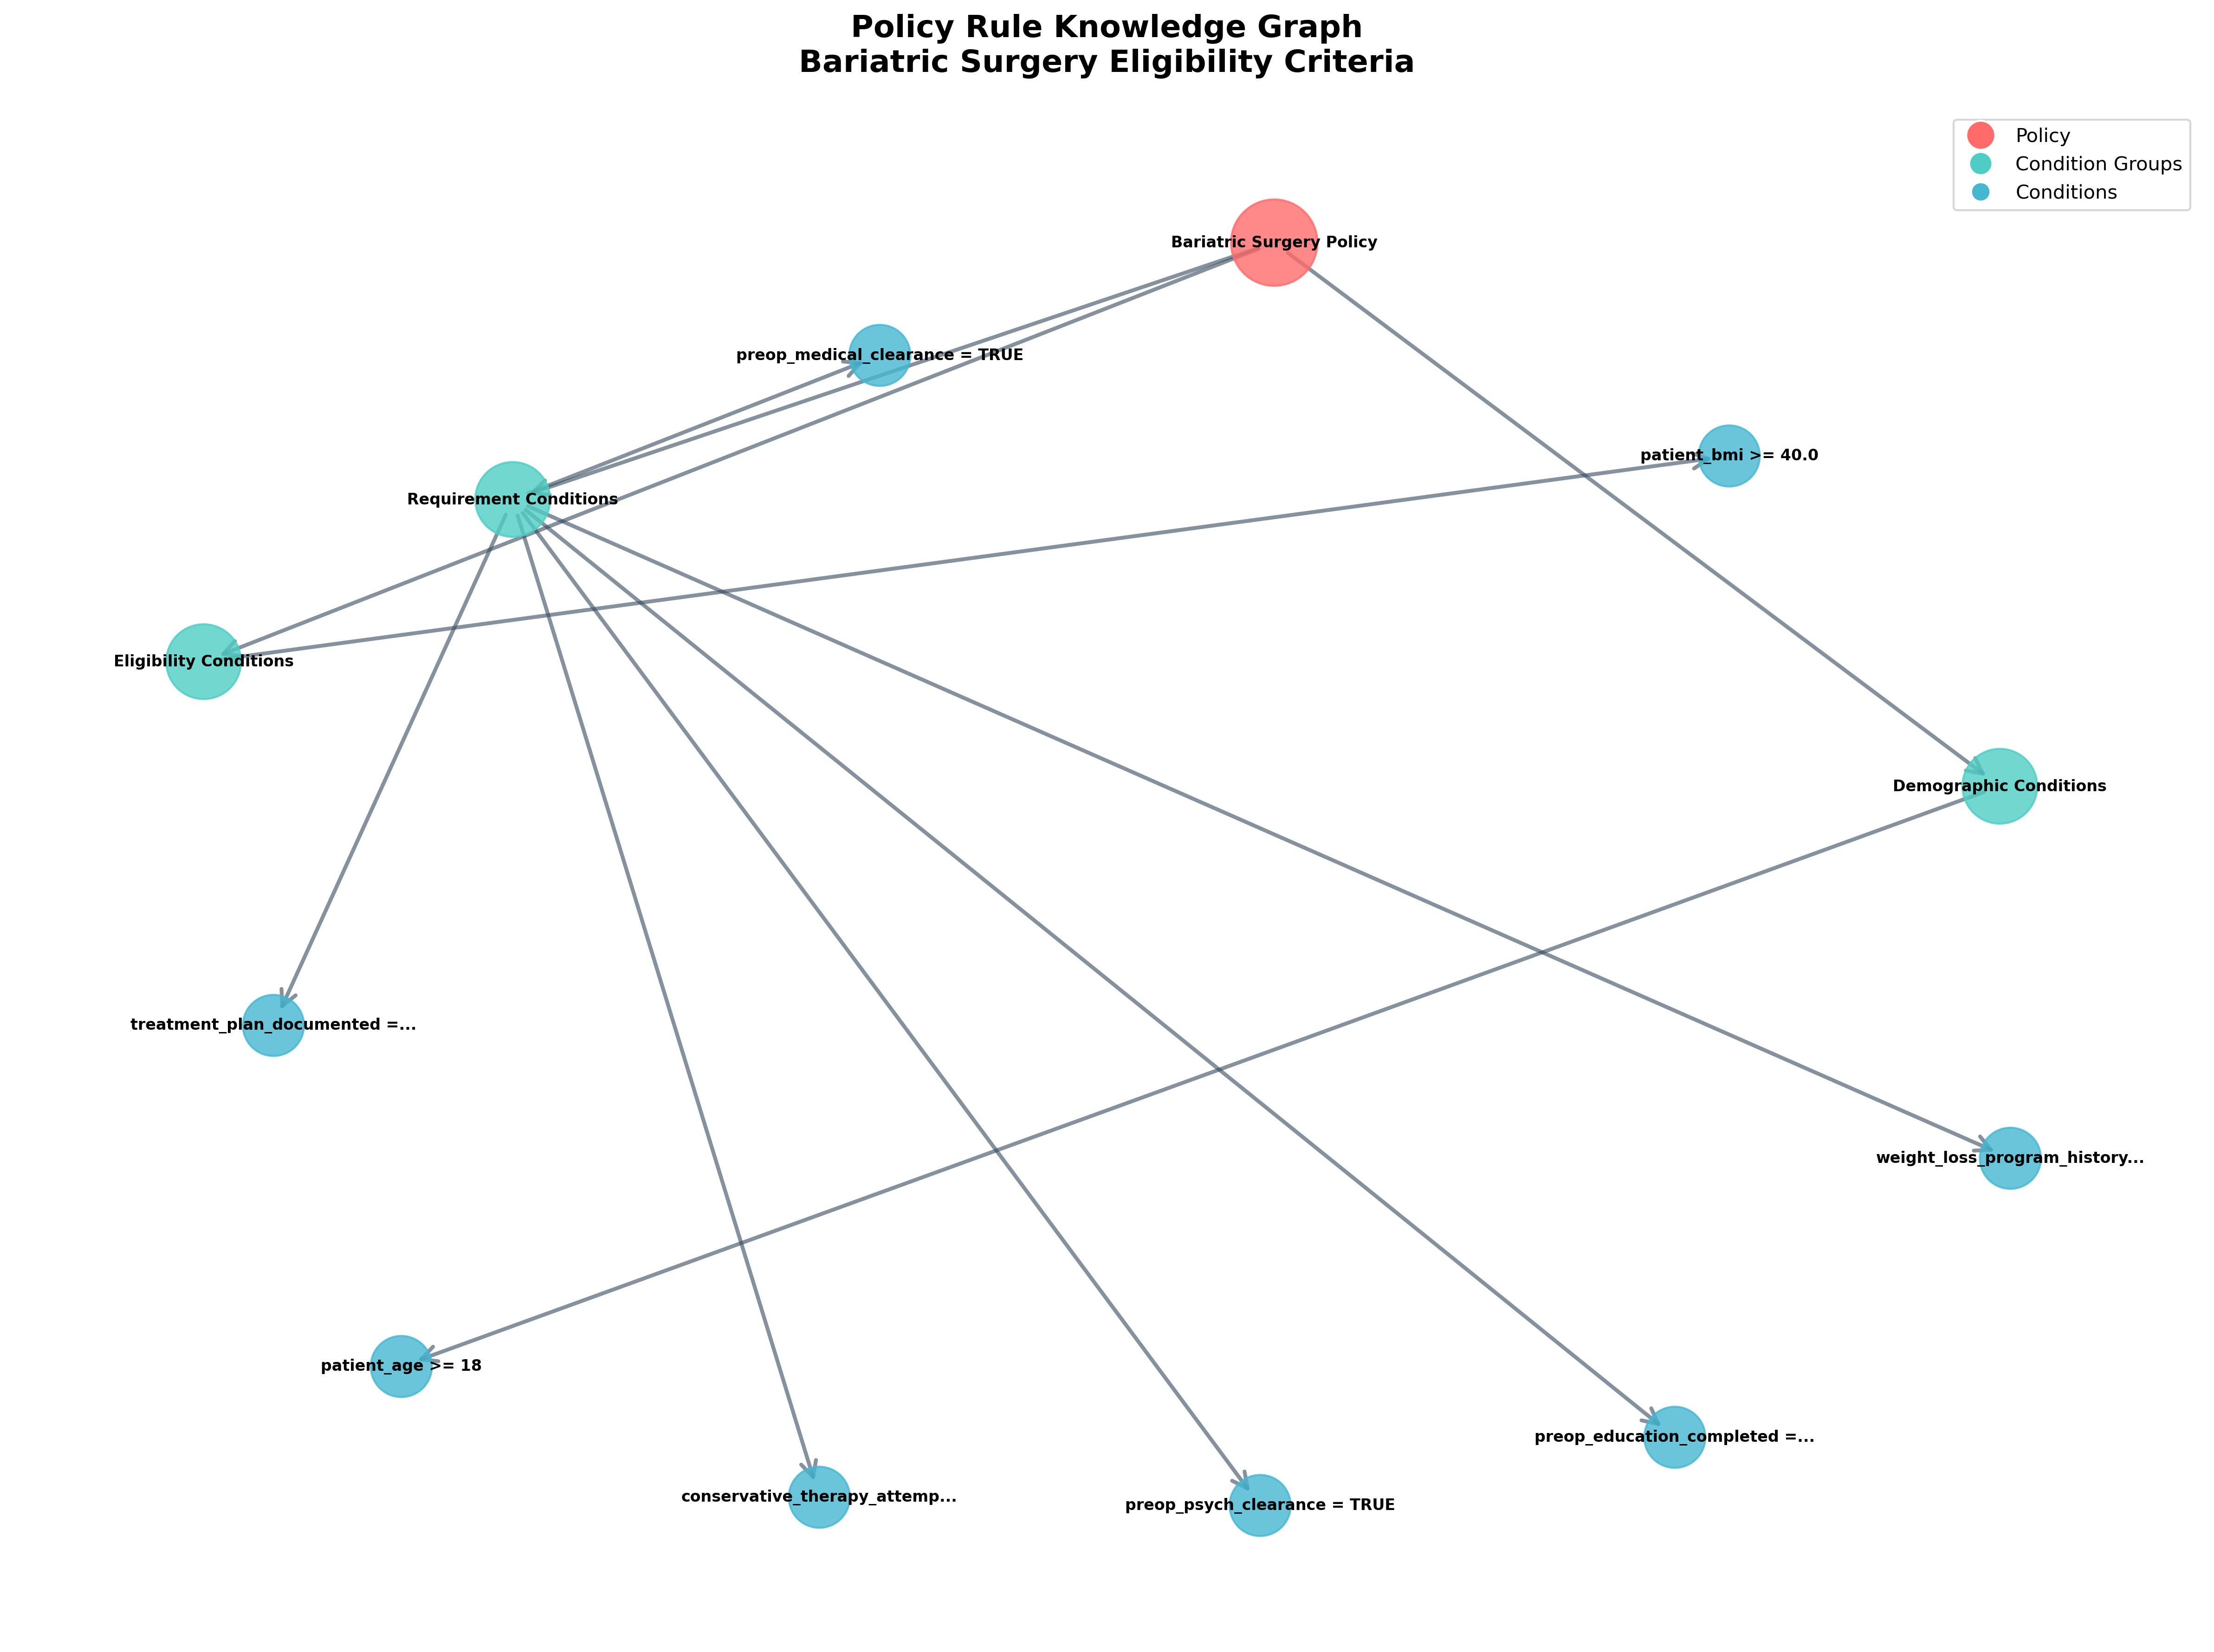 Policy Rule Knowledge Graph
Bariatric Surgery Eligibility Criteria
Policy
Condition Groups
Conditions
Bariatric Surgery Policy
preop_medical_clearance = TRUE
patient_bmi >= 40.0
Requirement Conditions
Eligibility Conditions
Demographic Conditions
treatment_plan_documented =...
weight_loss_program_history...
patient_age >= 18
preop_education_completed =...
conservative_therapy_attemp...
preop_psych_clearance = TRUE